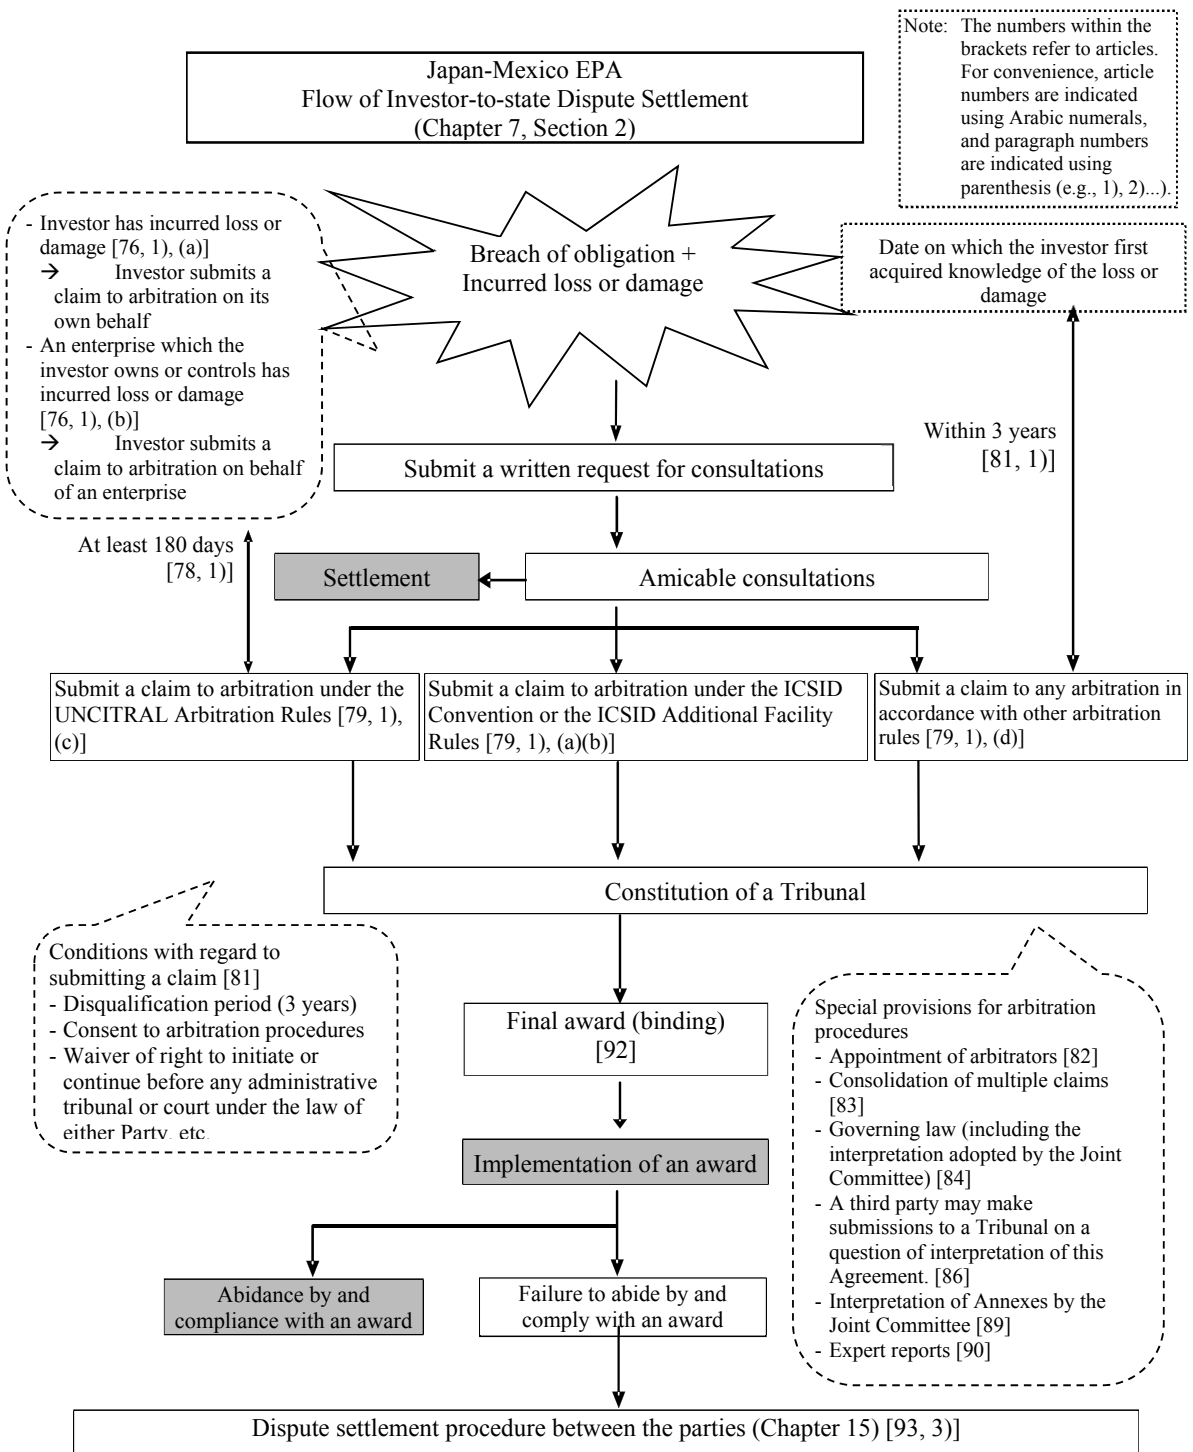 Note: The numbers within the
brackets refer to articles.
For convenience, article
numbers are indicated
using Arabic numerals,
and paragraph numbers
are indicated using
parenthesis (e.g., 1), 2)...).
Japan-Mexico EPA
Flow of Investor-to-state Dispute Settlement
(Chapter 7, Section 2)
- Investor has incurred loss or
damage [76, 1), (a)]
→ Investor submits a
claim to arbitration on its
own behalf
- An enterprise which the
investor owns or controls has
incurred loss or damage
[76, 1), (b)]
→ Investor submits a
claim to arbitration on behalf
of an enterprise
Breach of obligation +
Incurred loss or damage
Date on which the investor first
acquired knowledge of the loss or
damage
Within 3 years
[81, 1)]
Submit a written request for consultations
At least 180 days
[78, 1)]
Settlement
Amicable consultations
Submit a claim to arbitration under the
UNCITRAL Arbitration Rules [79, 1),
(c)]
Submit a claim to arbitration under the ICSID
Convention or the ICSID Additional Facility
Rules [79, 1), (a)(b)]
Submit a claim to any arbitration in
accordance with other arbitration
rules [79, 1), (d)]
Constitution of a Tribunal
Conditions with regard to
submitting a claim [81]
- Disqualification period (3 years)
- Consent to arbitration procedures
- Waiver of right to initiate or
continue before any administrative
tribunal or court under the law of
either Party, etc.
Final award (binding)
[92]
Special provisions for arbitration
procedures
- Appointment of arbitrators [82]
- Consolidation of multiple claims
[83]
- Governing law (including the
interpretation adopted by the Joint
Committee) [84]
- A third party may make
submissions to a Tribunal on a
question of interpretation of this
Agreement. [86]
- Interpretation of Annexes by the
Joint Committee [89]
- Expert reports [90]
Implementation of an award
Abidance by and
compliance with an award
Failure to abide by and
comply with an award
Dispute settlement procedure between the parties (Chapter 15) [93, 3)]